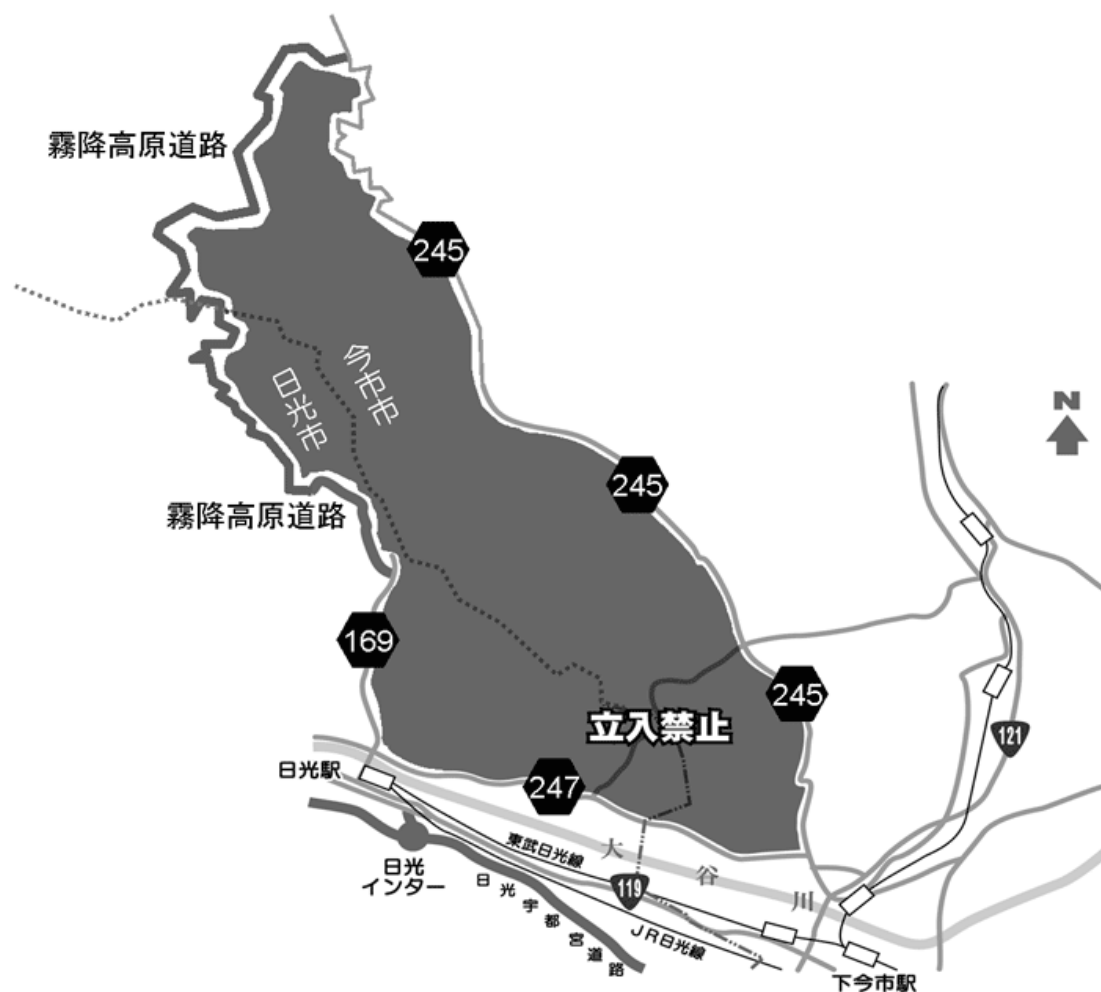 霧降高原道路
245
今市市
日光市
245
霧降高原道路
169
245
立入禁止
121
日光駅
247
東武日光線
大谷川
119
日光
インター
日光宇都宮道路
JR日光線
下今市駅
N